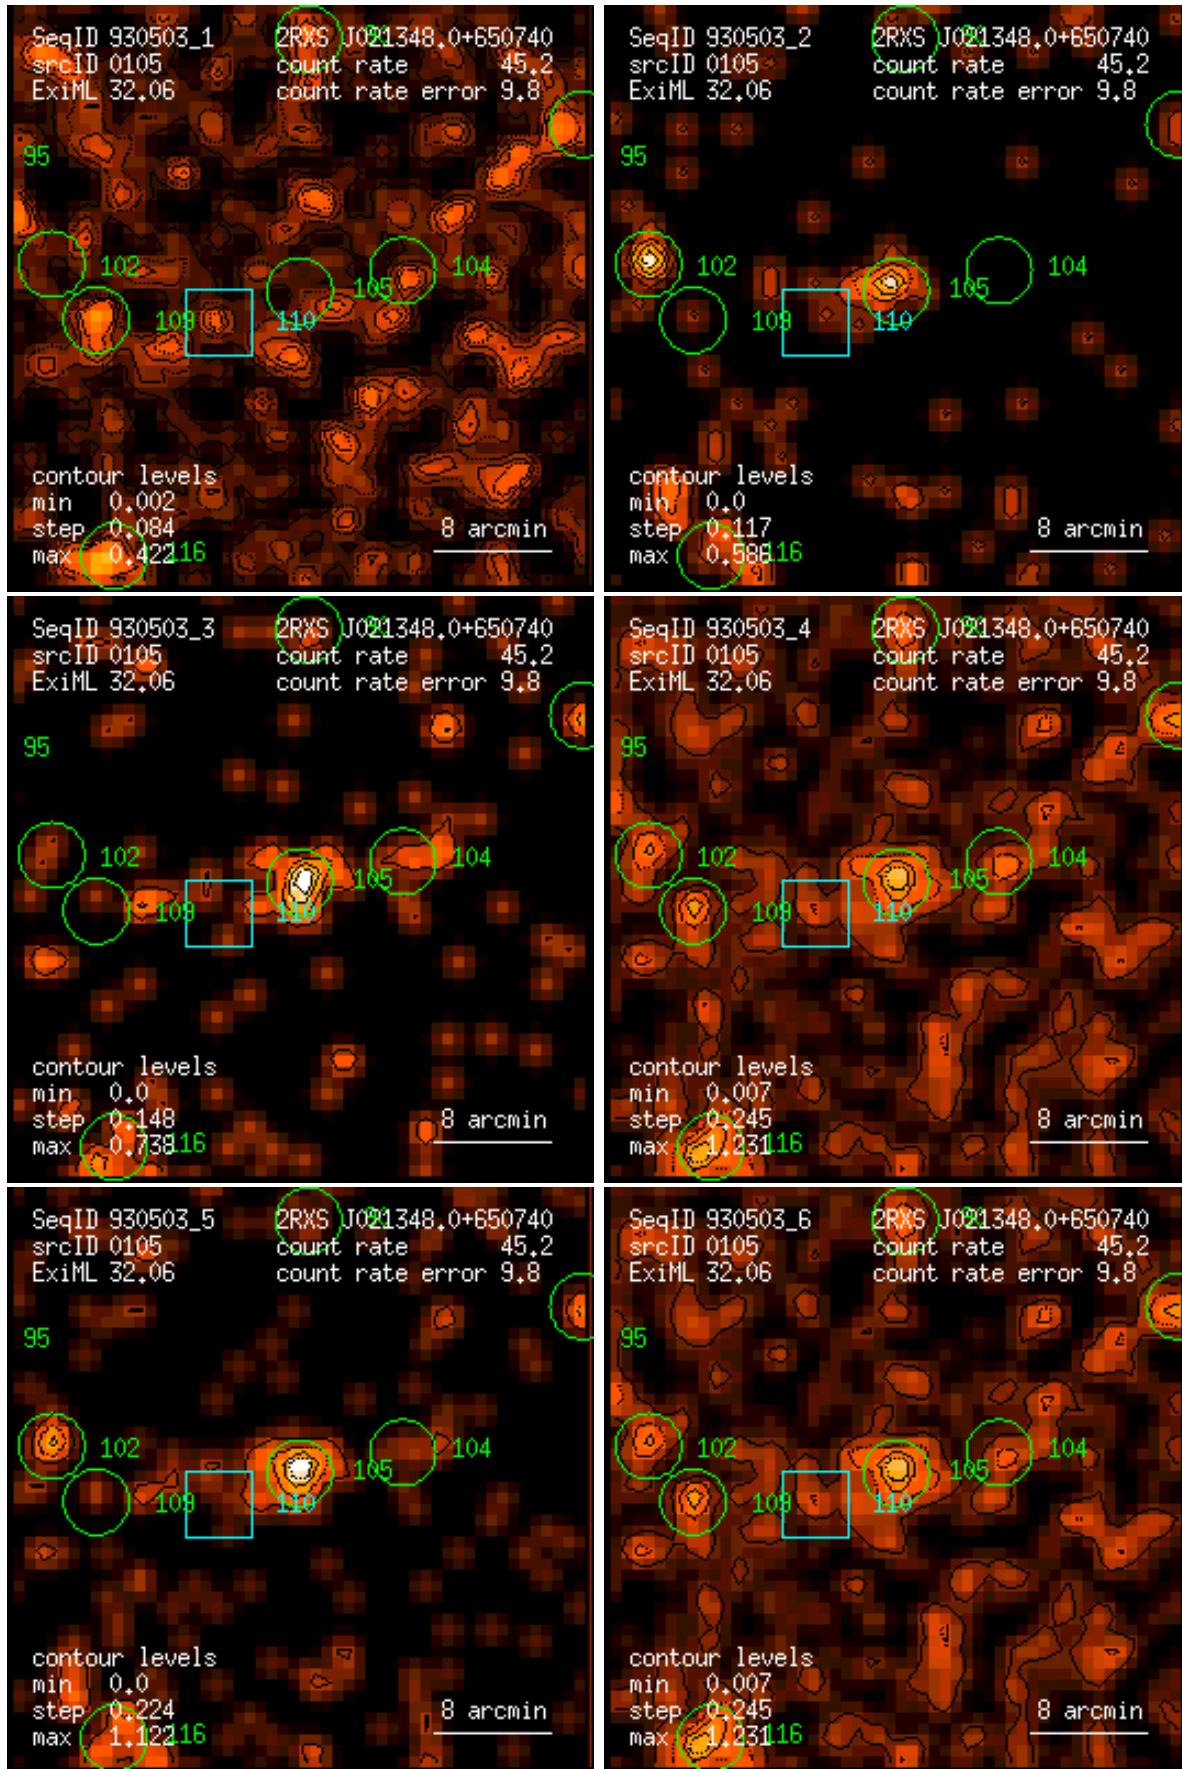 SeqID 930503_1 2RXS J021348.0+650740
srcID 0105 count rate 45.2
ExiML 32.06 count rate error 9.8
95
102 104
105
109 110
contour levels
min 0.002
step 0.084 8 arcmin
max 0.422 116
SeqID 930503_2 2RXS J021348.0+650740
srcID 0105 count rate 45.2
ExiML 32.06 count rate error 9.8
95
102 104
105
109 110
contour levels
min 0.0
step 0.117 8 arcmin
max 0.586 116
SeqID 930503_3 2RXS J021348.0+650740
srcID 0105 count rate 45.2
ExiML 32.06 count rate error 9.8
95
102 104
105
109 110
contour levels
min 0.0
step 0.148 8 arcmin
max 0.738 116
SeqID 930503_4 2RXS J021348.0+650740
srcID 0105 count rate 45.2
ExiML 32.06 count rate error 9.8
95
102 104
105
109 110
contour levels
min 0.007
step 0.245 8 arcmin
max 1.231 116
SeqID 930503_5 2RXS J021348.0+650740
srcID 0105 count rate 45.2
ExiML 32.06 count rate error 9.8
95
102 104
105
109 110
contour levels
min 0.0
step 0.224 8 arcmin
max 1.122 116
SeqID 930503_6 2RXS J021348.0+650740
srcID 0105 count rate 45.2
ExiML 32.06 count rate error 9.8
95
102 104
105
109 110
contour levels
min 0.007
step 0.245 8 arcmin
max 1.231 116